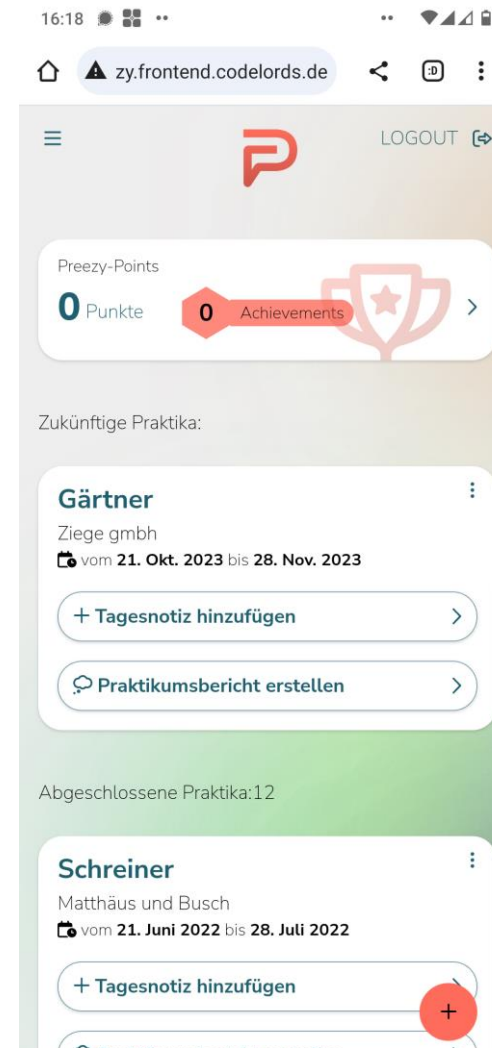 16:18
zy.frontend.codelords.de
:D
LOGOUT
Preezy-Points
0 Punkte
0 Achievements
Zukünftige Praktika:
Gärtner
Ziege gmbh
vom 21. Okt. 2023 bis 28. Nov. 2023
+ Tagesnotiz hinzufügen
Praktikumsbericht erstellen
Abgeschlossene Praktika:12
Schreiner
Matthäus und Busch
vom 21. Juni 2022 bis 28. Juli 2022
+ Tagesnotiz hinzufügen
+